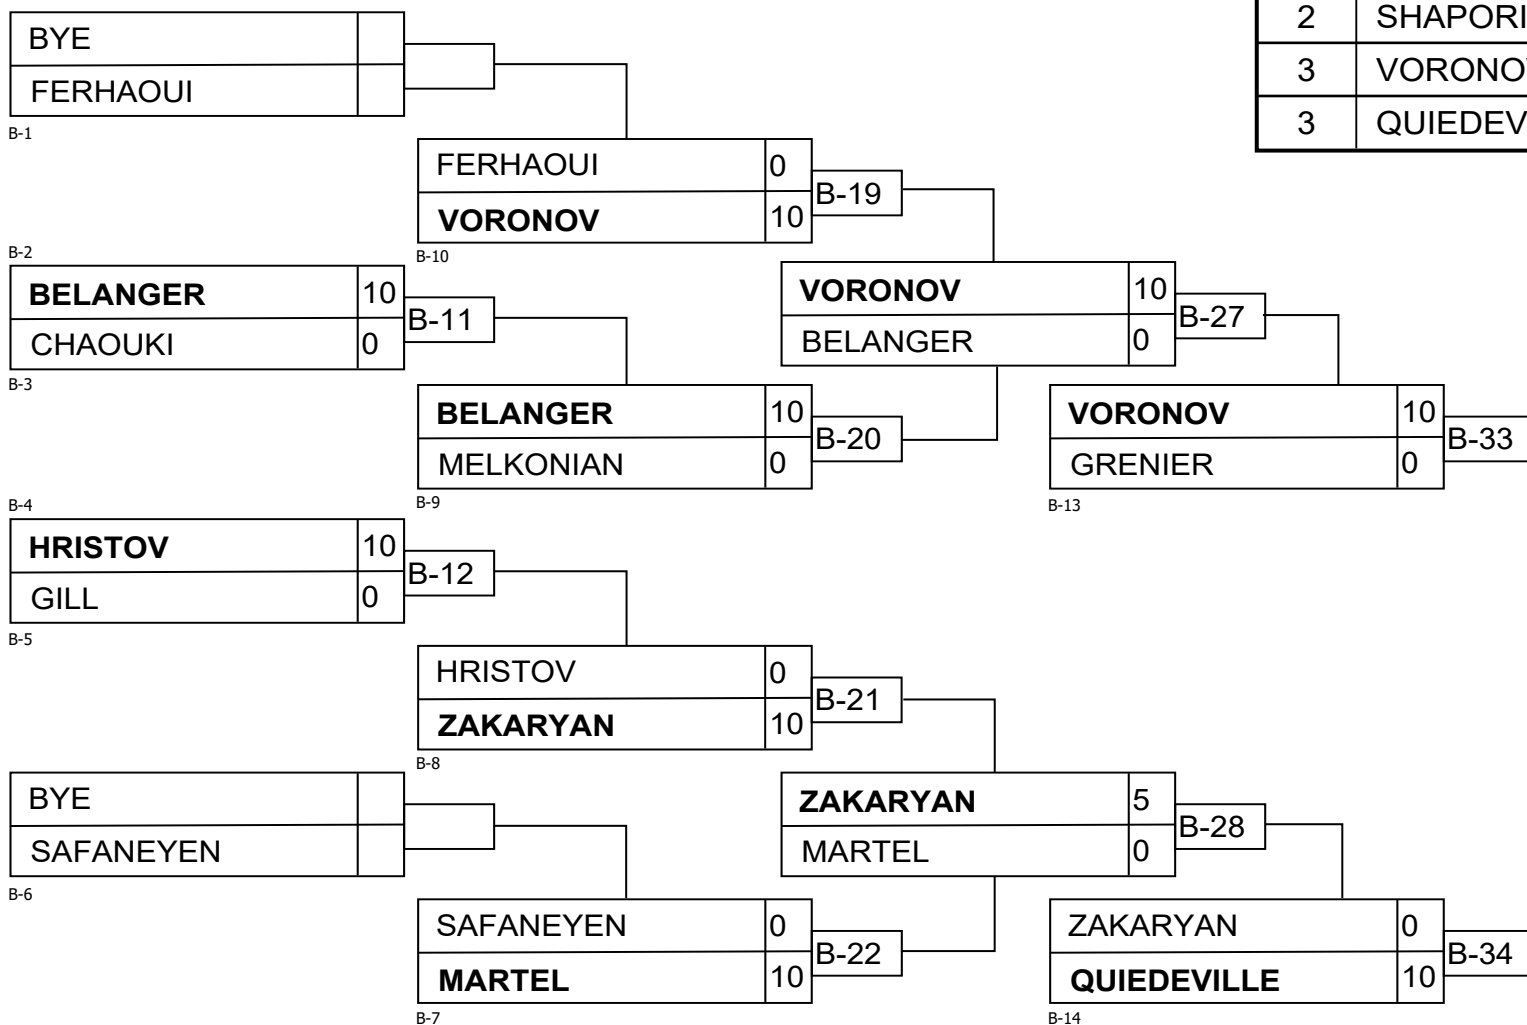 2 SHAPORI
3 VORONO
3 QUIEDEV
BYE
FERHAOUI
B-1
FERHAOUI 0
VORONOV 10
B-19
B-10
B-2
BELANGER 10
CHAOUKI 0
B-11
B-3
VORONOV 10
BELANGER 0
B-27
BELANGER 10
MELKONIAN 0
B-20
B-9
VORONOV 10
GRENIER 0
B-33
B-13
B-4
HRISTOV 10
GILL 0
B-12
B-5
HRISTOV 0
ZAKARYAN 10
B-21
B-8
BYE
SAFANEYEN
B-6
ZAKARYAN 5
MARTEL 0
B-28
SAFANEYEN 0
MARTEL 10
B-22
B-7
ZAKARYAN 0
QUIEDEVILLE 10
B-34
B-14